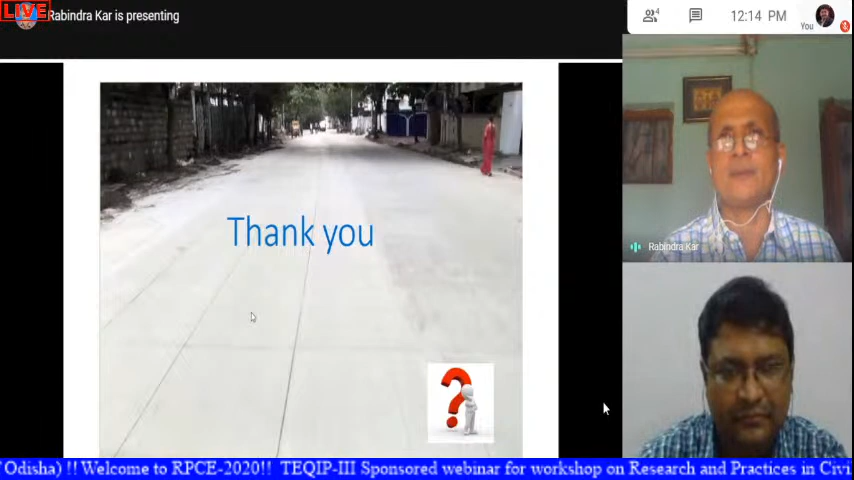 LIVE
Rabindra Kar is presenting
4
12:14 PM
You
Rabindra Kar
Thank you
?
Odisha) !! Welcome to RPCE-2020!! TEQIP-III Sponsored webinar for workshop on Research and Practices in Civi